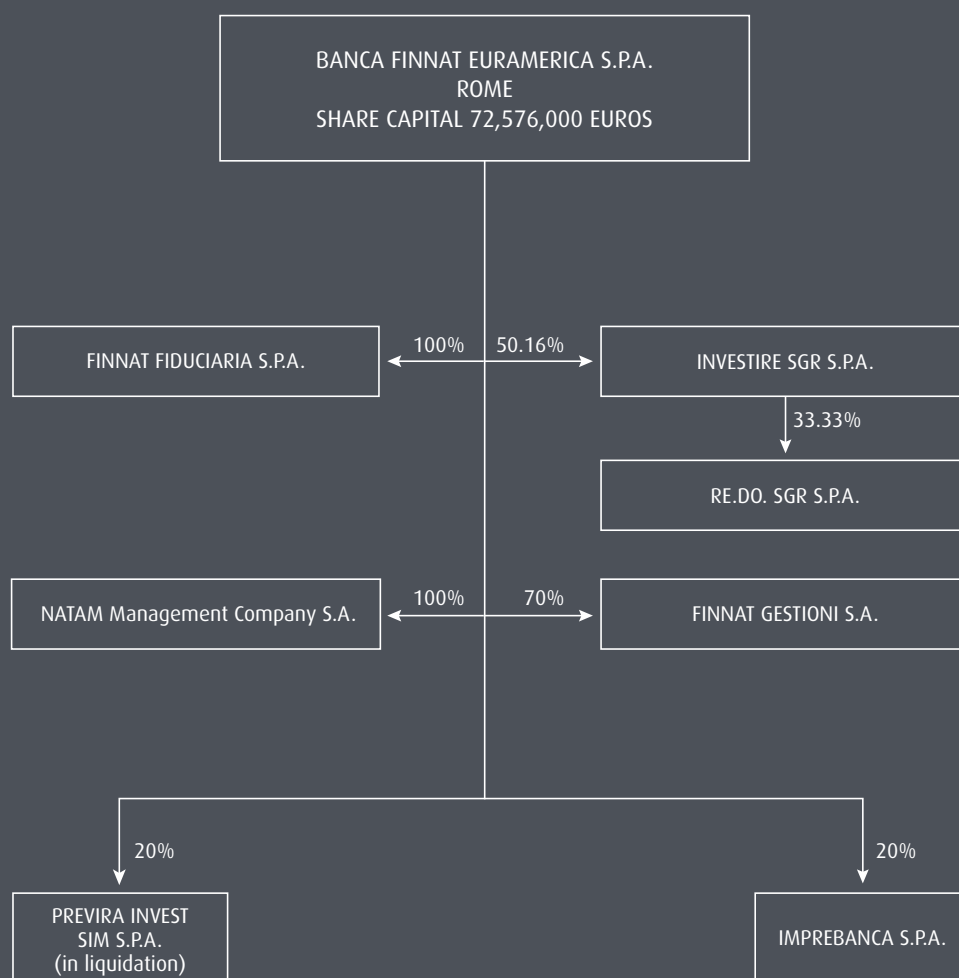 BANCA FINNAT EURAMERICA S.P.A.
ROME
SHARE CAPITAL 72,576,000 EUROS
FINNAT FIDUCIARIA S.P.A.
100%
50.16%
INVESTIRE SGR S.P.A.
33.33%
RE.DO. SGR S.P.A.
NATAM Management Company S.A.
100%
70%
FINNAT GESTIONI S.A.
20%
20%
PREVIRA INVEST
SIM S.P.A.
(in liquidation)
IMPREBANCA S.P.A.